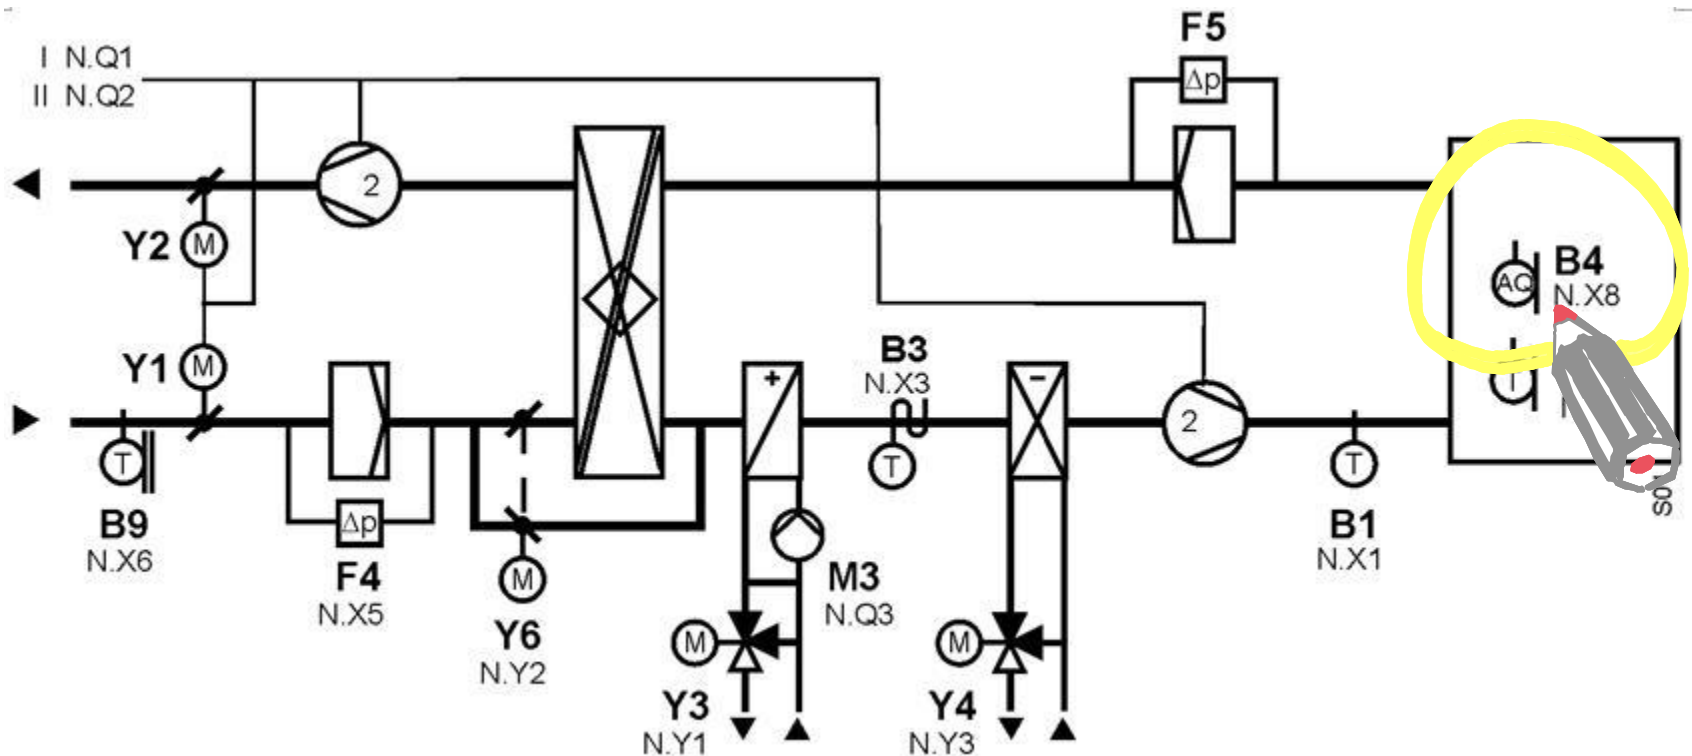 I N.Q1
II N.Q2
F5
Δp
2
Y2
M
B4
AQ
N.X8
Y1
M
B3
N.X3
+
-
2
T
T
T
T
B9
N.X6
Δp
F4
N.X5
M
Y6
N.Y2
M3
N.Q3
B1
N.X1
M
M
Y3
N.Y1
Y4
N.Y3